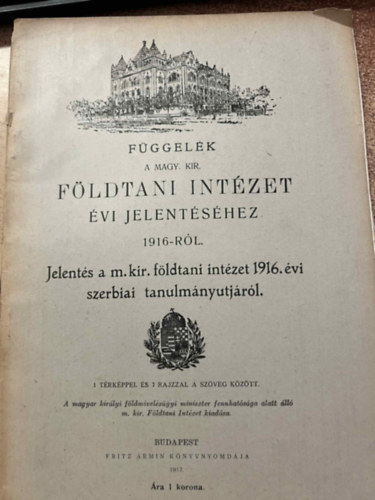 FÜGGELÉK
A MAGY. KIR.
FÖLDTANI INTÉZET
ÉVI JELENTÉSÉHEZ
1916-RÓL.
Jelentés a m. kir. földtani intézet 1916. évi
szerbiai tanulmányutjáról.
1 TÉRKÉPPEL ÉS 7 RAJZZAL A SZÖVEG KÖZÖTT.
A magyar királyi földmivelésügyi miniszter fennhatósága alatt álló
m. kir. Földtani Intézet kiadása.
BUDAPEST
FRITZ ÁRMIN KÖNYVNYOMDÁJA
1917.
Ára 1 korona.